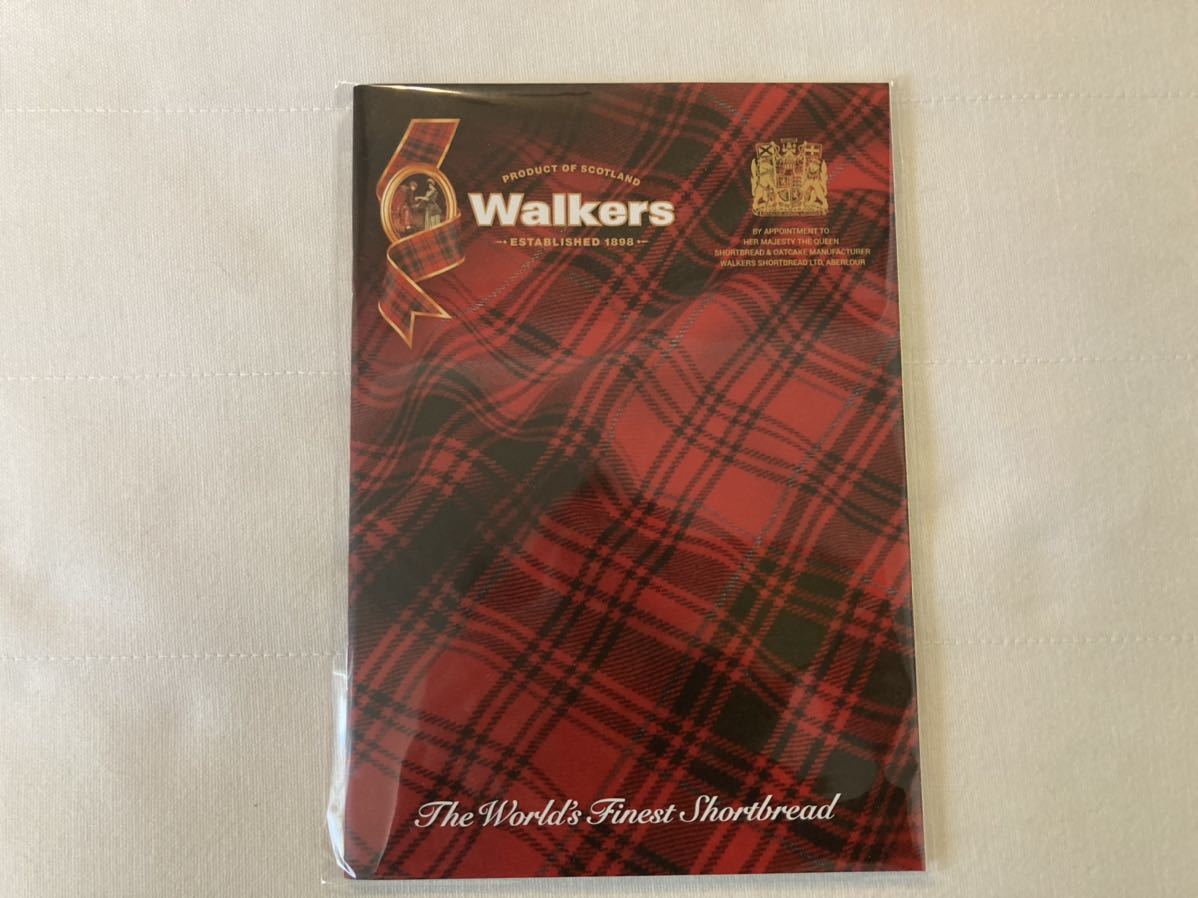 PRODUCT OF SCOTLAND
Walkers
ESTABLISHED 1898
BY APPOINTMENT TO
HER MAJESTY THE QUEEN
SHORTBREAD & OATCAKE MANUFACTURER
WALKERS SHORTBREAD LTD, ABERLOUR
The World's Finest Shortbread